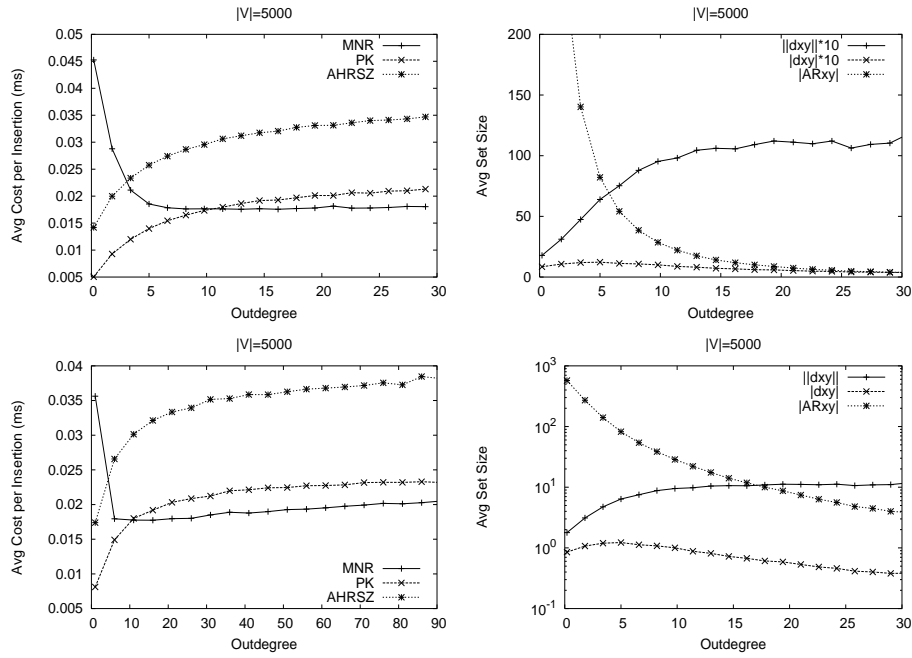 |V|=5000
0.05
0.045
0.04
0.035
0.03
0.025
0.02
0.015
0.01
0.005
0 5 10 15 20 25 30
Avg Cost per Insertion (ms)
Outdegree
MNR
PK
AHRSZ
|V|=5000
200
150
100
50
0
0 5 10 15 20 25 30
Avg Set Size
Outdegree
||dxy||*10
|dxy|*10
|ARxy|
|V|=5000
0.04
0.035
0.03
0.025
0.02
0.015
0.01
0.005
0 10 20 30 40 50 60 70 80 90
Avg Cost per Insertion (ms)
Outdegree
MNR
PK
AHRSZ
|V|=5000
10^3
10^2
10^1
10^0
10^-1
0 5 10 15 20 25 30
Avg Set Size
Outdegree
||dxy||
|dxy|
|ARxy|